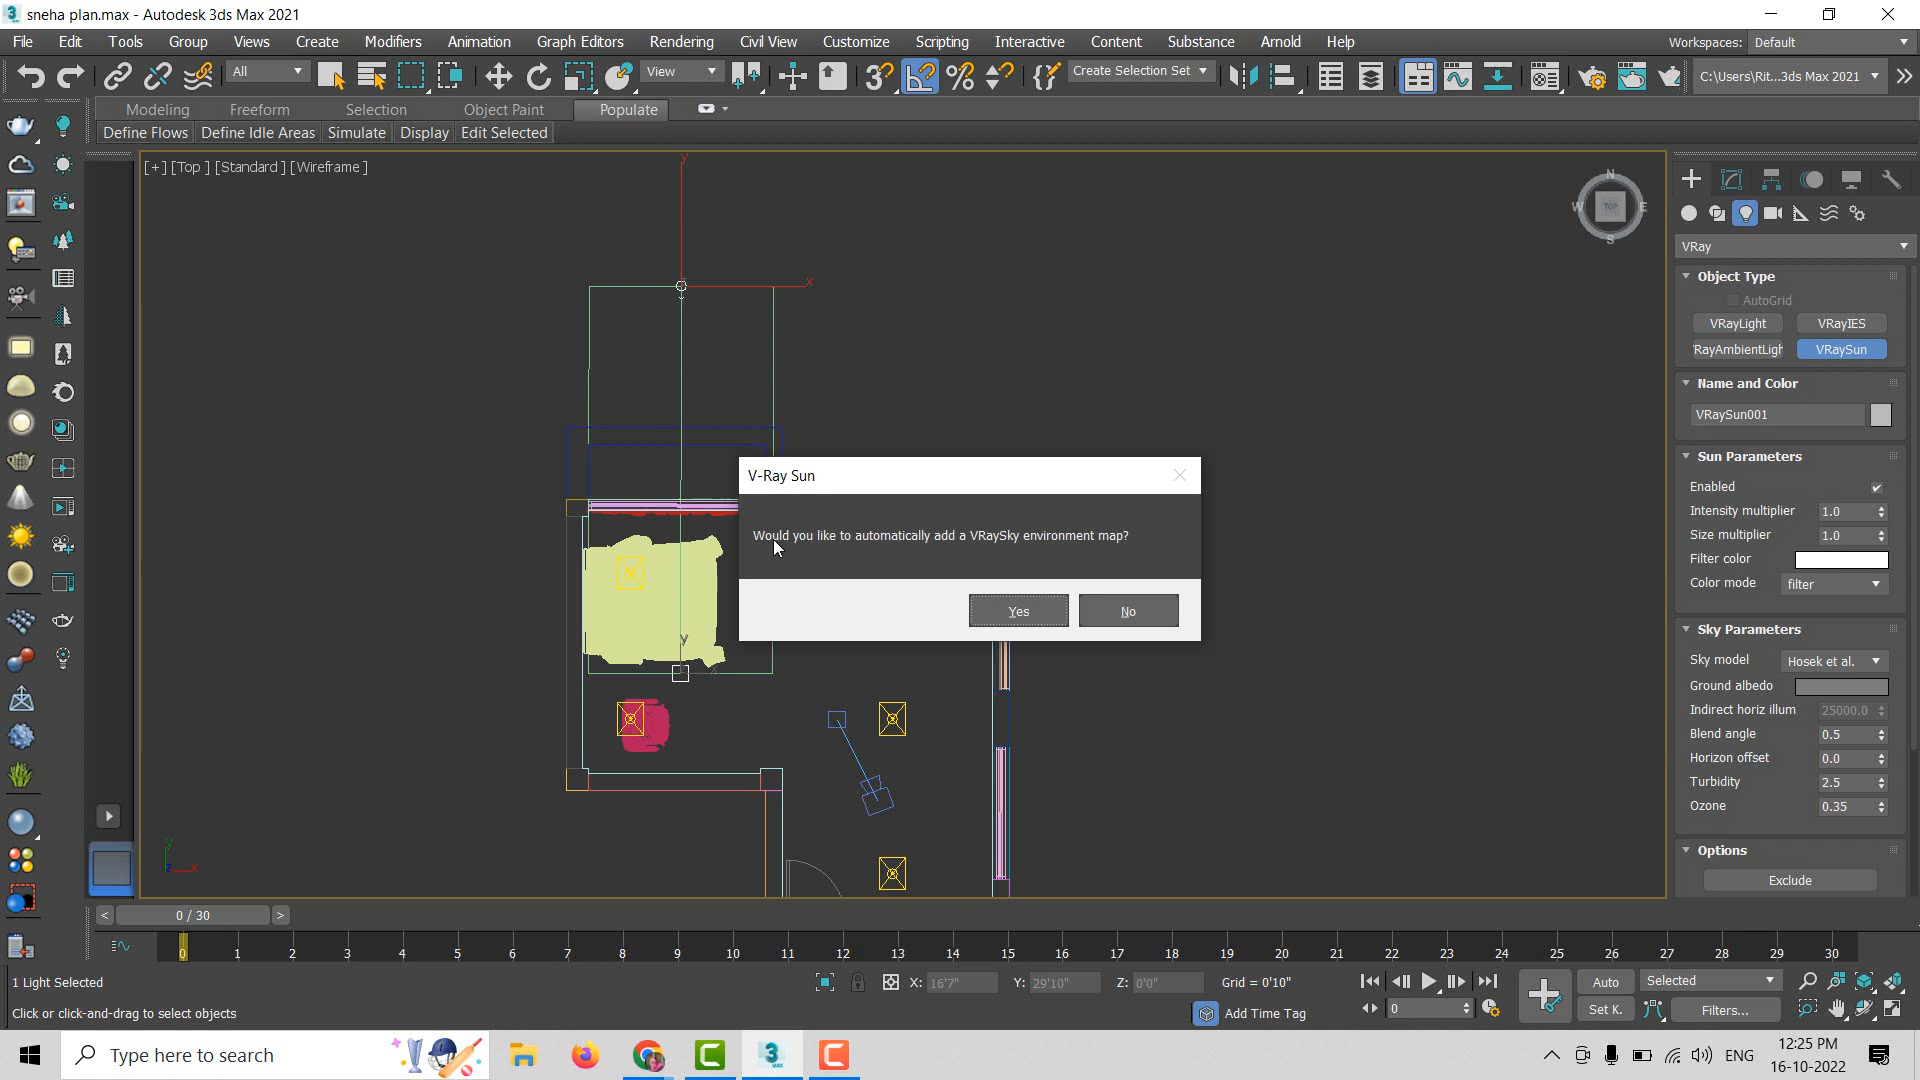 sneha plan.max - Autodesk 3ds Max 2021
File Edit Tools Group Views Create Modifiers Animation Graph Editors Rendering Civil View Customize Scripting Interactive Content Substance Arnold Help Workspaces: Default
All View Create Selection Set C:\Users\Rit...3ds Max 2021
Modeling Freeform Selection Object Paint Populate
Define Flows Define Idle Areas Simulate Display Edit Selected
[+] [Top ] [Standard ] [Wireframe ]
y
x
N
W TOP E
S
VRay
Object Type
AutoGrid
VRayLight VRayIES
RayAmbientLigh VRaySun
Name and Color
VRaySun001
Sun Parameters
Enabled
Intensity multiplier 1.0
Size multiplier 1.0
Filter color
Color mode filter
Sky Parameters
Sky model Hosek et al.
Ground albedo
Indirect horiz illum 25000.0
Blend angle 0.5
Horizon offset 0.0
Turbidity 2.5
Ozone 0.35
Options
Exclude
V-Ray Sun
Would you like to automatically add a VRaySky environment map?
Yes No
y
y
z x
< 0 / 30 >
0 1 2 3 4 5 6 7 8 9 10 11 12 13 14 15 16 17 18 19 20 21 22 23 24 25 26 27 28 29 30
1 Light Selected X: 16'7" Y: 29'10" Z: 0'0" Grid = 0'10" Auto Selected
Click or click-and-drag to select objects Add Time Tag 0 Set K. Filters...
Type here to search
3 MAX
ENG
12:25 PM
16-10-2022